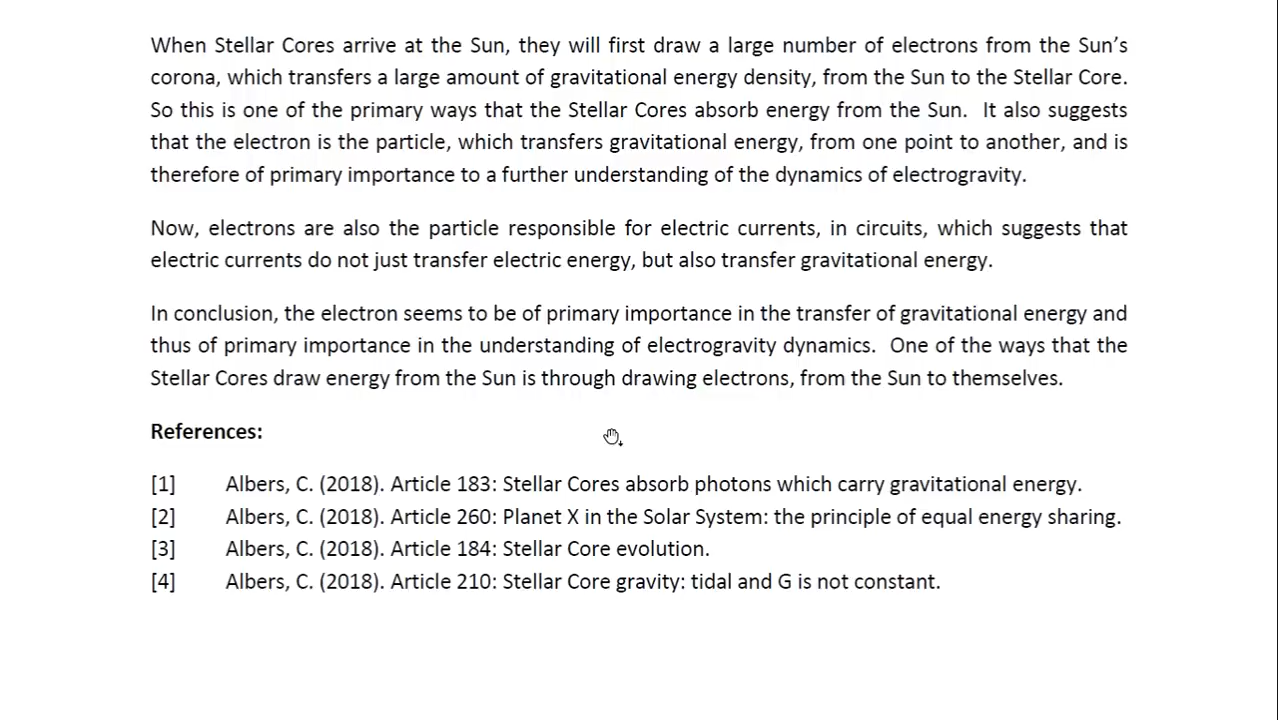 When Stellar Cores arrive at the Sun, they will first draw a large number of electrons from the Sun’s
corona, which transfers a large amount of gravitational energy density, from the Sun to the Stellar Core.
So this is one of the primary ways that the Stellar Cores absorb energy from the Sun.  It also suggests
that the electron is the particle, which transfers gravitational energy, from one point to another, and is
therefore of primary importance to a further understanding of the dynamics of electrogravity.
Now, electrons are also the particle responsible for electric currents, in circuits, which suggests that
electric currents do not just transfer electric energy, but also transfer gravitational energy.
In conclusion, the electron seems to be of primary importance in the transfer of gravitational energy and
thus of primary importance in the understanding of electrogravity dynamics.  One of the ways that the
Stellar Cores draw energy from the Sun is through drawing electrons, from the Sun to themselves.
References:
[1] Albers, C. (2018). Article 183: Stellar Cores absorb photons which carry gravitational energy.
[2] Albers, C. (2018). Article 260: Planet X in the Solar System: the principle of equal energy sharing.
[3] Albers, C. (2018). Article 184: Stellar Core evolution.
[4] Albers, C. (2018). Article 210: Stellar Core gravity: tidal and G is not constant.